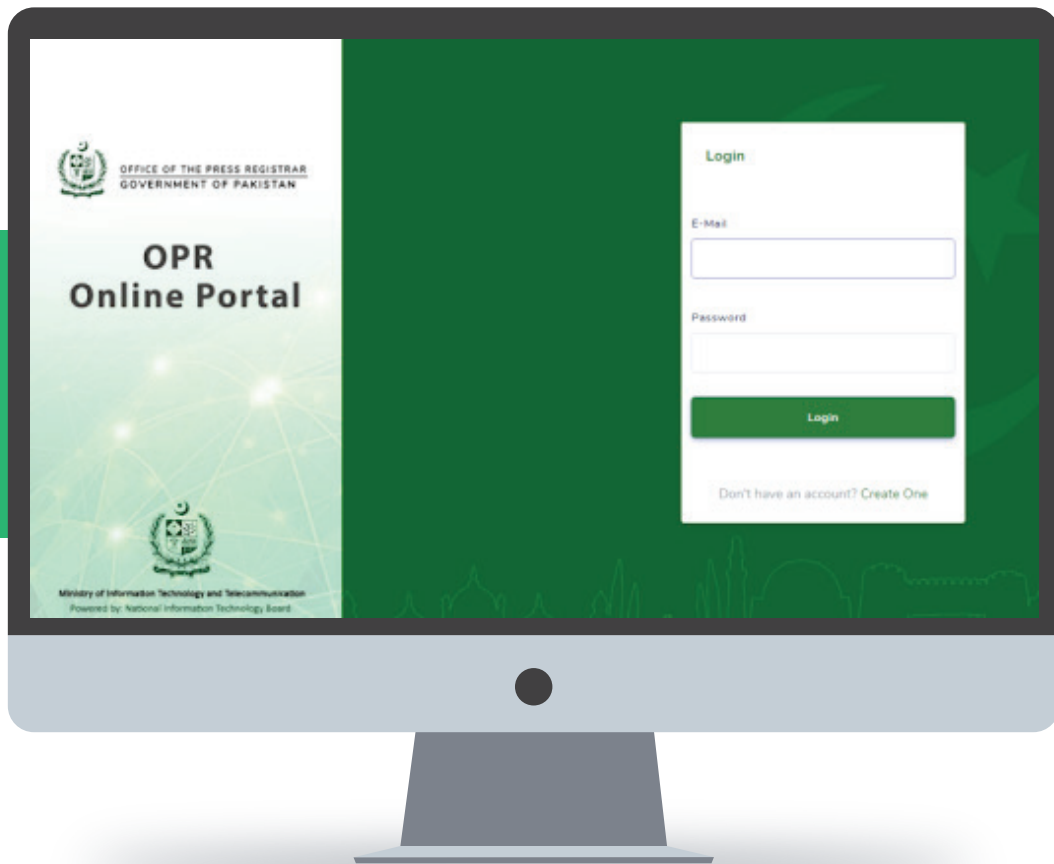 OFFICE OF THE PRESS REGISTRAR
GOVERNMENT OF PAKISTAN
OPR
Online Portal
Ministry of Information Technology and Telecommunication
Powered by: National Information Technology Board
Login
E-Mail
Password
Login
Don't have an account? Create One